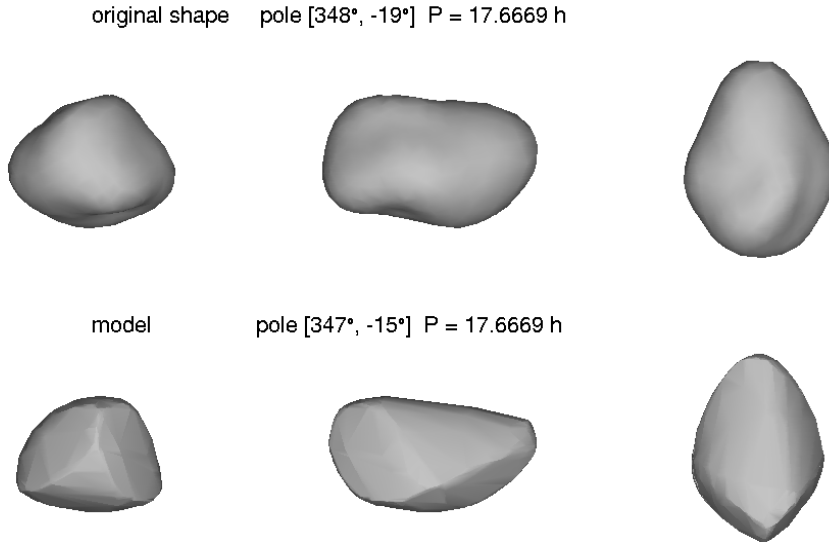 original shape pole [348°, -19°] P = 17.6669 h
model pole [347°, -15°] P = 17.6669 h